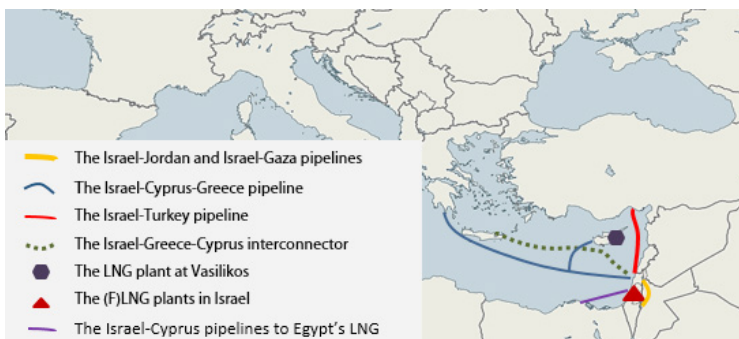 The Israel-Jordan and Israel-Gaza pipelines
The Israel-Cyprus-Greece pipeline
The Israel-Turkey pipeline
The Israel-Greece-Cyprus interconnector
The LNG plant at Vasilikos
The (F)LNG plants in Israel
The Israel-Cyprus pipelines to Egypt's LNG